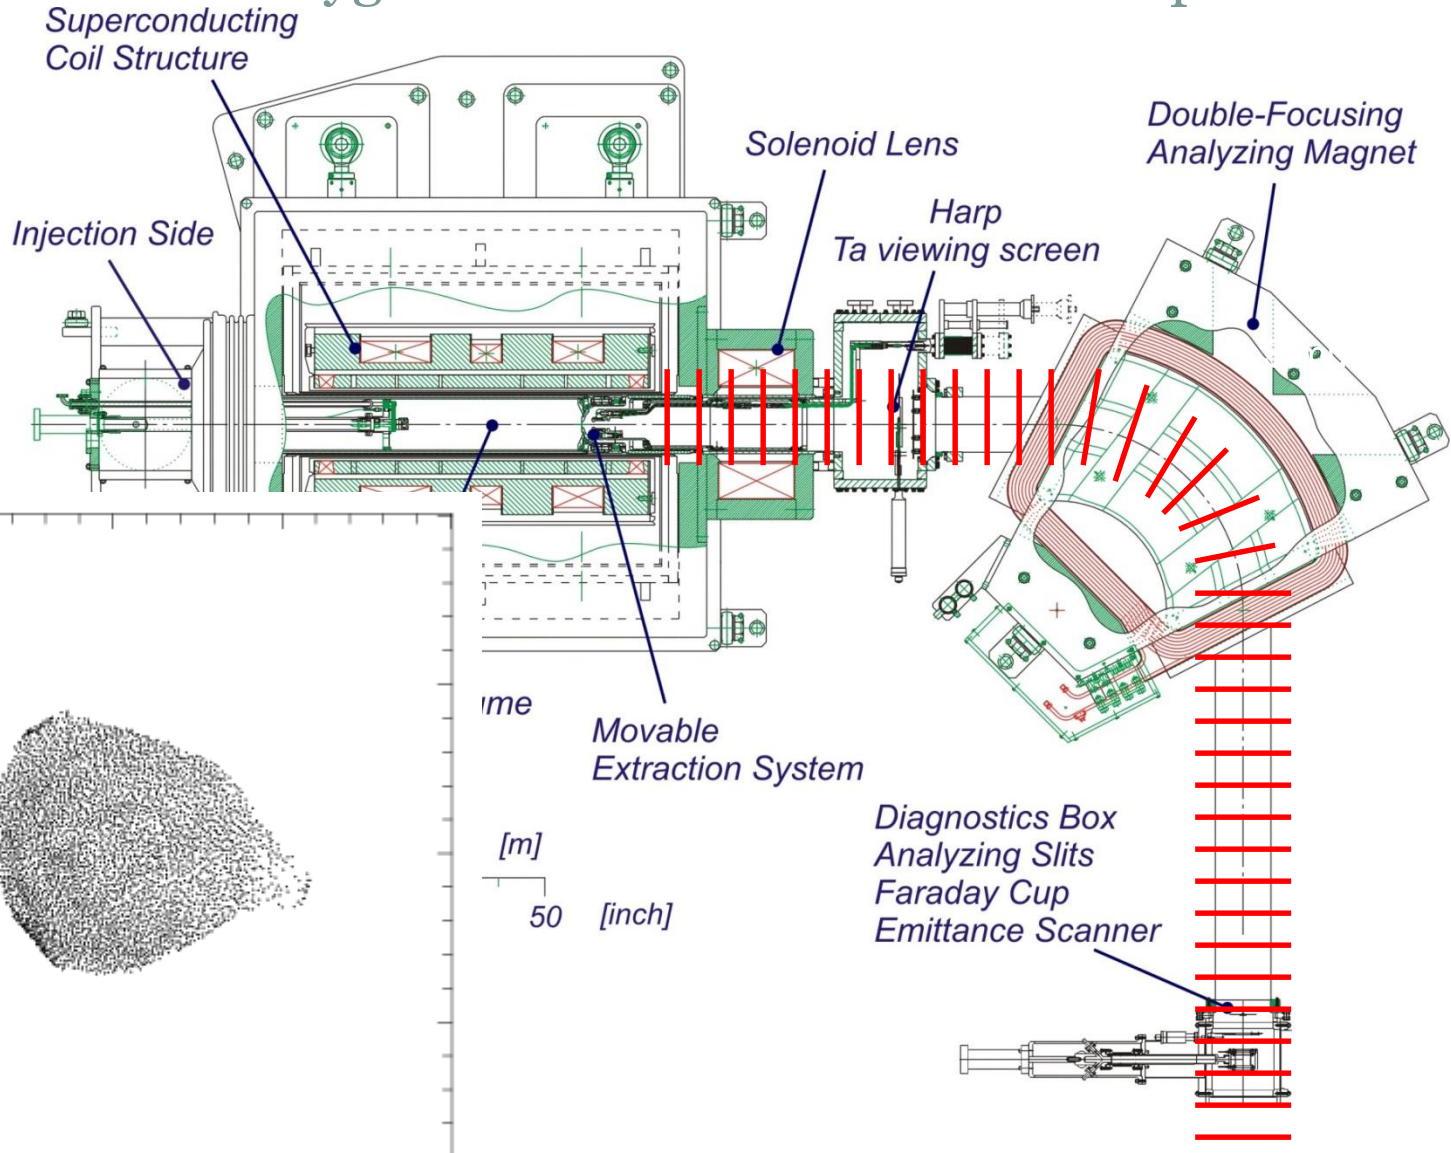 Superconducting
Coil Structure
Double-Focusing
Analyzing Magnet
Solenoid Lens
Harp
Ta viewing screen
Injection Side
Movable
Extraction System
[m]
50 [inch]
Diagnostics Box
Analyzing Slits
Faraday Cup
Emittance Scanner